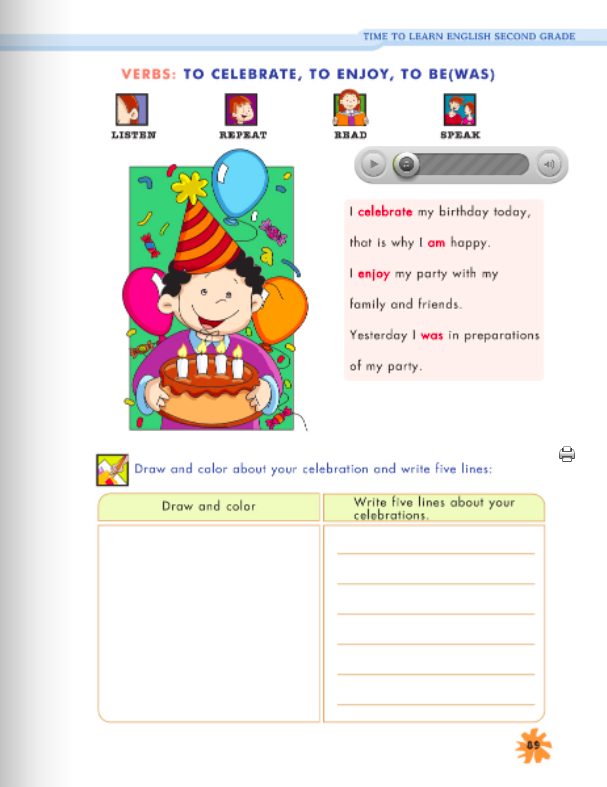 TIME TO LEARN ENGLISH SECOND GRADE
VERBS: TO CELEBRATE, TO ENJOY, TO BE(WAS)
LISTEN REPEAT READ SPEAK
I celebrate my birthday today,
that is why I am happy.
I enjoy my party with my
family and friends.
Yesterday I was in preparations
of my party.
Draw and color about your celebration and write five lines:
Draw and color
Write five lines about your
celebrations.
89